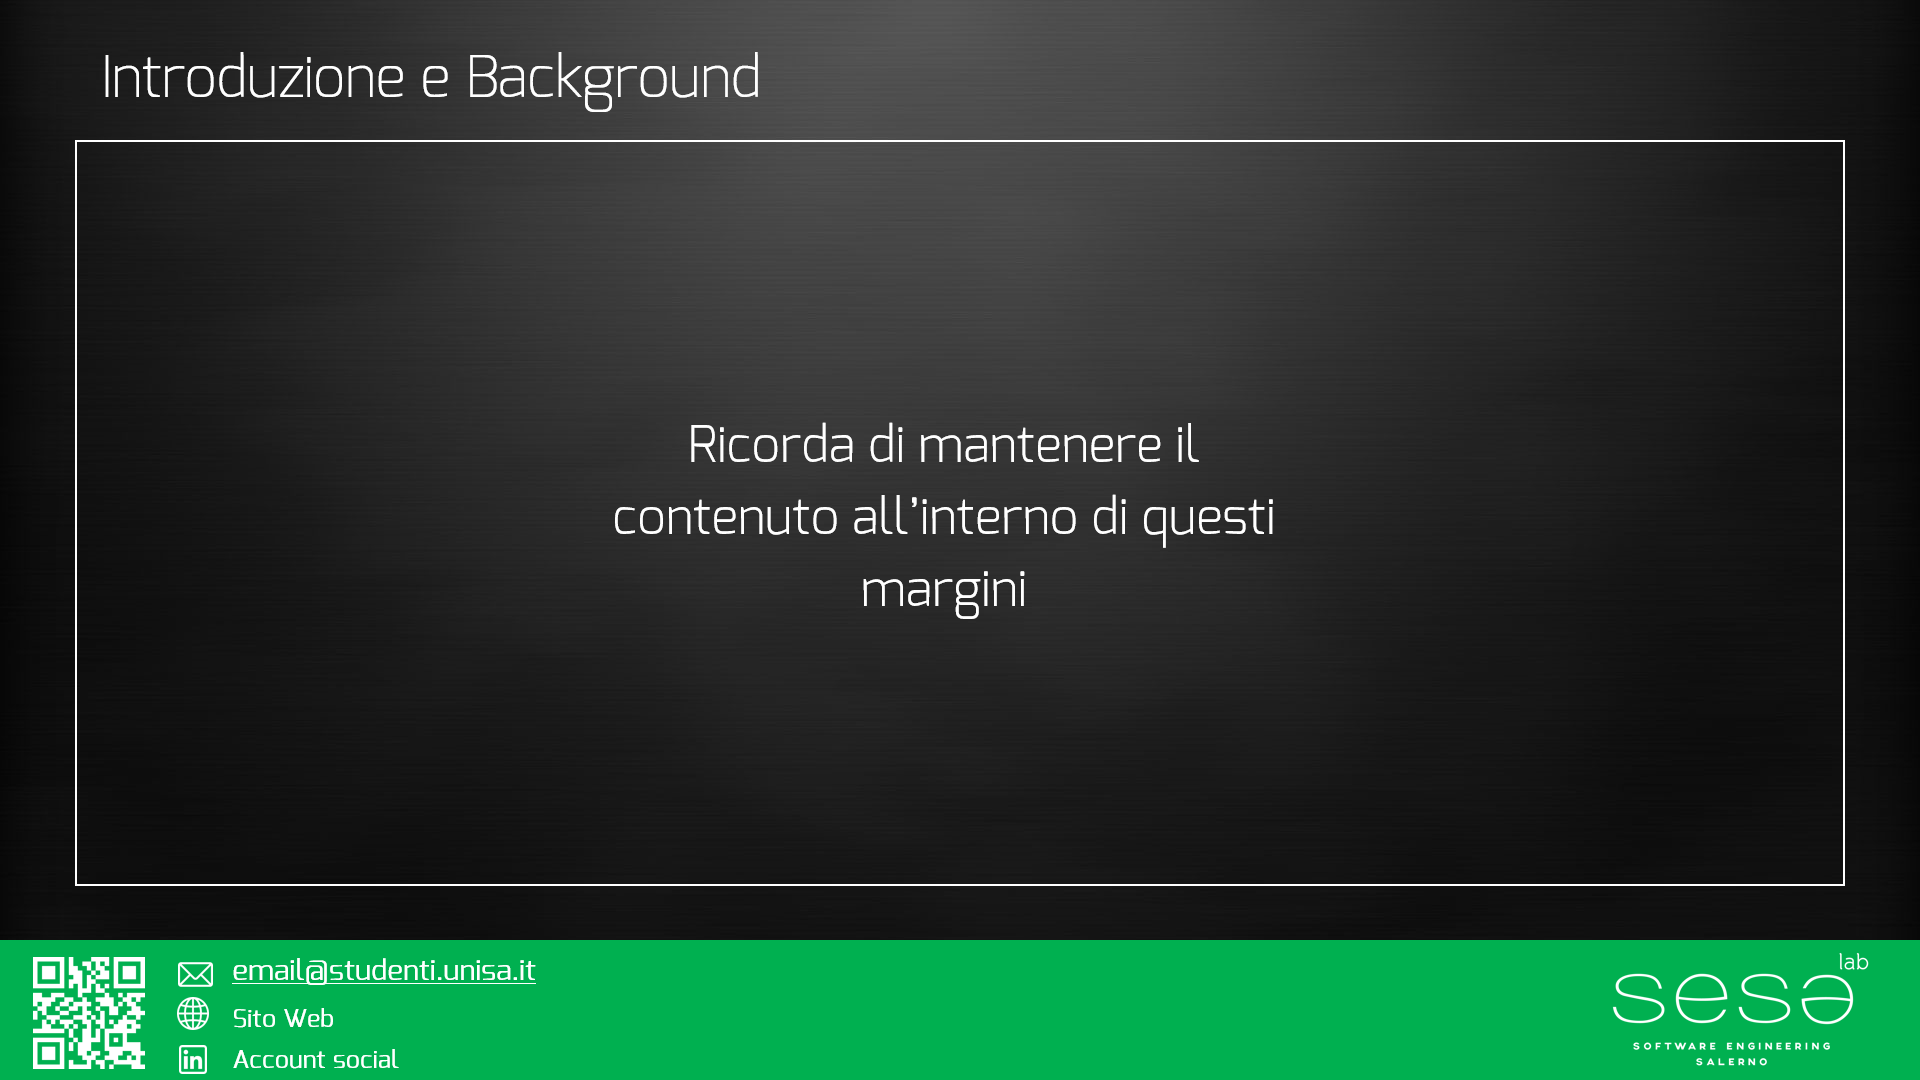 Introduzione e Background
Ricorda di mantenere il
contenuto all’interno di questi
margini
email@studenti.unisa.it
Sito Web
in
Account social
lab
sesa
SOFTWARE ENGINEERING
SALERNO